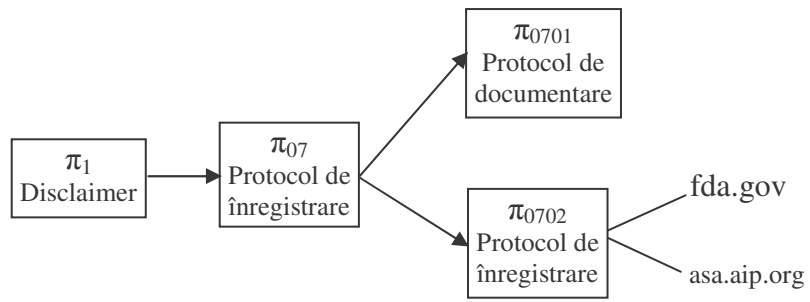 π1
Disclaimer
π07
Protocol de
înregistrare
π0701
Protocol de
documentare
π0702
Protocol de
înregistrare
fda.gov
asa.aip.org